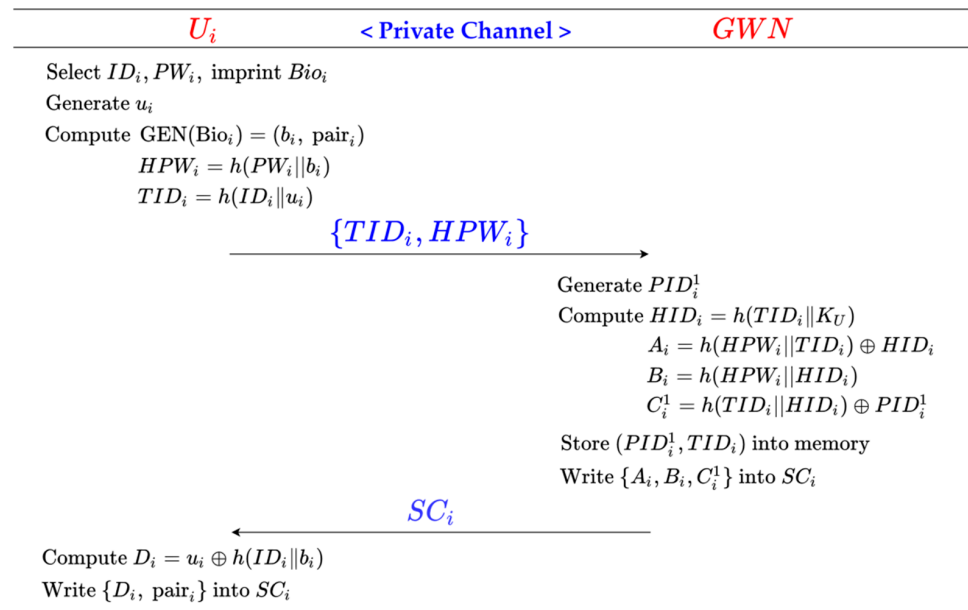 U_i < Private Channel > GWN
Select ID_i, PW_i, imprint Bio_i
Generate u_i
Compute GEN(Bio_i) = (b_i, pair_i)
HPW_i = h(PW_i||b_i)
TID_i = h(ID_i‖u_i)
{TID_i, HPW_i}
Generate PID_i^1
Compute HID_i = h(TID_i‖K_U)
A_i = h(HPW_i||TID_i) ⊕ HID_i
B_i = h(HPW_i||HID_i)
C_i^1 = h(TID_i||HID_i) ⊕ PID_i^1
Store (PID_i^1, TID_i) into memory
Write {A_i, B_i, C_i^1} into SC_i
SC_i
Compute D_i = u_i ⊕ h(ID_i‖b_i)
Write {D_i, pair_i} into SC_i